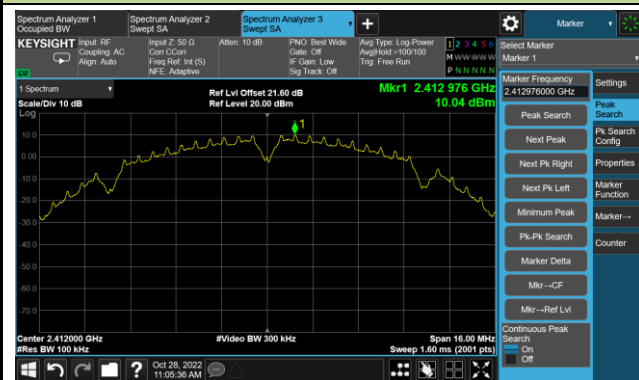 Spectrum Analyzer 1
Occupied BW
Spectrum Analyzer 2
Swept SA
Spectrum Analyzer 3
Swept SA
+
Marker
KEYSIGHT
Input: RF
Coupling: AC
Align: Auto
Input Z: 50 Ω
Corr CCorr
Freq Ref: Int (S)
NFE: Adaptive
Atten: 10 dB
PNO: Best Wide
Gate: Off
IF Gain: Low
Sig Track: Off
Avg Type: Log-Power
Avg|Hold:>100/100
Trig: Free Run
1 2 3 4 5 6
M W W W W W
P N N N N N
Select Marker
Marker 1
1 Spectrum
Scale/Div 10 dB
Log
Ref Lvl Offset 21.60 dB
Ref Level 20.00 dBm
Mkr1 2.412 976 GHz
10.04 dBm
1
10.0
0.00
-10.0
-20.0
-30.0
-40.0
-50.0
-60.0
-70.0
Center 2.412000 GHz
#Res BW 100 kHz
#Video BW 300 kHz
Span 16.00 MHz
Sweep 1.60 ms (2001 pts)
Marker Frequency
2.412976000 GHz
Peak Search
Next Peak
Next Pk Right
Next Pk Left
Minimum Peak
Pk-Pk Search
Marker Delta
Mkr→CF
Mkr→Ref Lvl
Continuous Peak
Search
On
Off
Settings
Peak
Search
Pk Search
Config
Properties
Marker
Function
Marker→
Counter
?
Oct 28, 2022
11:05:36 AM